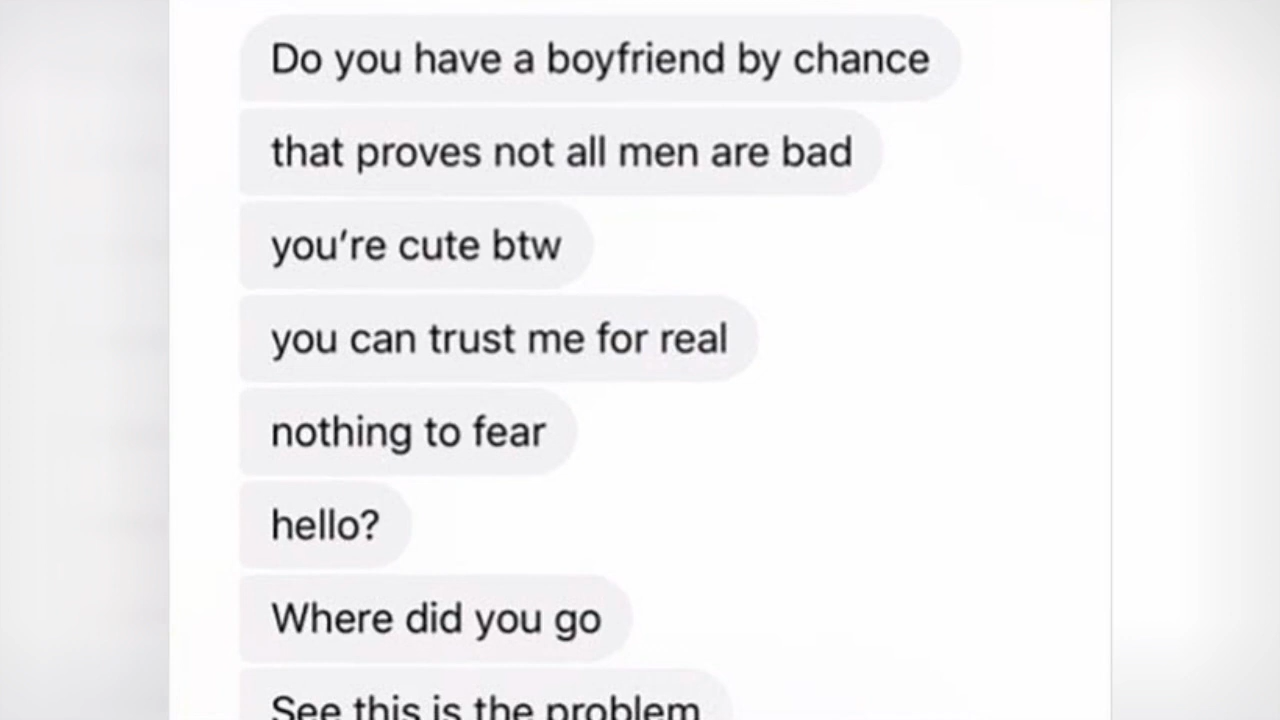 Do you have a boyfriend by chance
that proves not all men are bad
you're cute btw
you can trust me for real
nothing to fear
hello?
Where did you go
See this is the problem